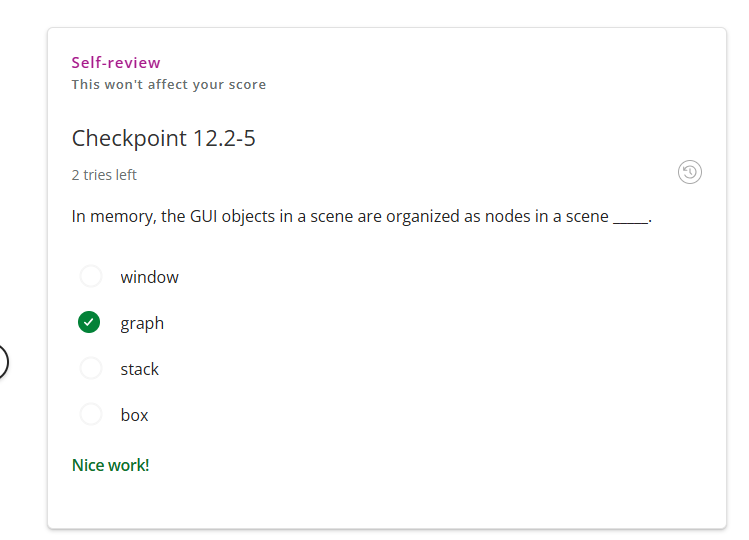 Self-review
This won't affect your score
Checkpoint 12.2-5
2 tries left
In memory, the GUI objects in a scene are organized as nodes in a scene _____.
window
graph
stack
box
Nice work!